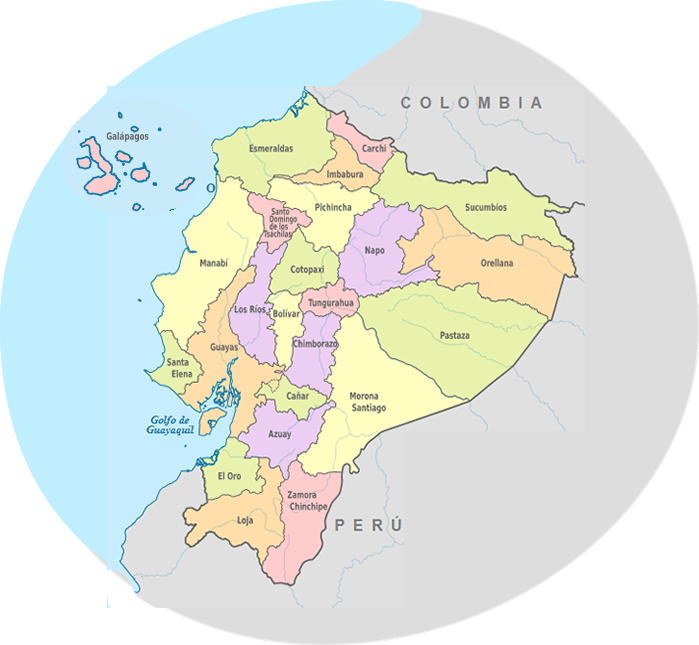 COLOMBIA
Galápagos
Esmeraldas
Carchi
Imbabura
Santo
Domingo
de los
Tsáchilas
Pichincha
Sucumbíos
Manabí
Napo
Orellana
Cotopaxi
Los Ríos
Bolívar
Tungurahua
Guayas
Chimborazo
Pastaza
Santa
Elena
Cañar
Morona
Santiago
Golfo de
Guayaquil
Azuay
El Oro
Zamora
Chinchipe
Loja
PERÚ